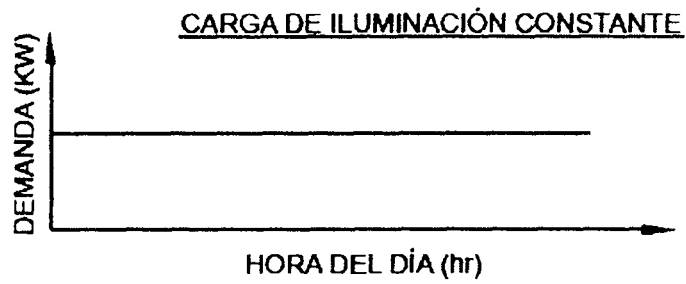 CARGA DE ILUMINACIÓN CONSTANTE
DEMANDA (KW)
HORA DEL DÍA (hr)